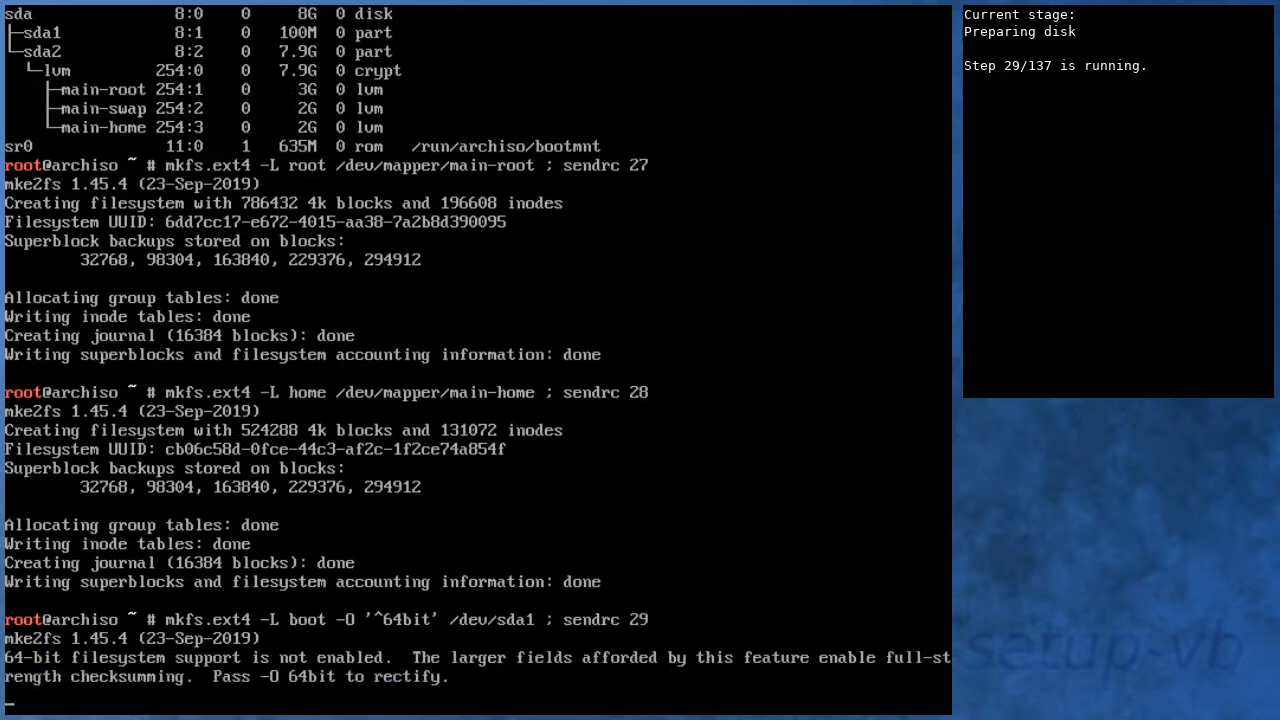 sda 8:0 0 8G 0 disk
├─sda1 8:1 0 100M 0 part
└─sda2 8:2 0 7.9G 0 part
└─lvm 254:0 0 7.9G 0 crypt
├─main-root 254:1 0 3G 0 lvm
├─main-swap 254:2 0 2G 0 lvm
└─main-home 254:3 0 2G 0 lvm
sr0 11:0 1 635M 0 rom /run/archiso/bootmnt
root@archiso ~ # mkfs.ext4 -L root /dev/mapper/main-root ; sendrc 27
mke2fs 1.45.4 (23-Sep-2019)
Creating filesystem with 786432 4k blocks and 196608 inodes
Filesystem UUID: 6dd7cc17-e672-4015-aa38-7a2b8d390095
Superblock backups stored on blocks:
32768, 98304, 163840, 229376, 294912
Allocating group tables: done
Writing inode tables: done
Creating journal (16384 blocks): done
Writing superblocks and filesystem accounting information: done
root@archiso ~ # mkfs.ext4 -L home /dev/mapper/main-home ; sendrc 28
mke2fs 1.45.4 (23-Sep-2019)
Creating filesystem with 524288 4k blocks and 131072 inodes
Filesystem UUID: cb06c58d-0fce-44c3-af2c-1f2ce74a854f
Superblock backups stored on blocks:
32768, 98304, 163840, 229376, 294912
Allocating group tables: done
Writing inode tables: done
Creating journal (16384 blocks): done
Writing superblocks and filesystem accounting information: done
root@archiso ~ # mkfs.ext4 -L boot -O '^64bit' /dev/sda1 ; sendrc 29
mke2fs 1.45.4 (23-Sep-2019)
64-bit filesystem support is not enabled.  The larger fields afforded by this feature enable full-st
rength checksumming.  Pass -O 64bit to rectify.
Current stage:
Preparing disk
Step 29/137 is running.
setup-vb